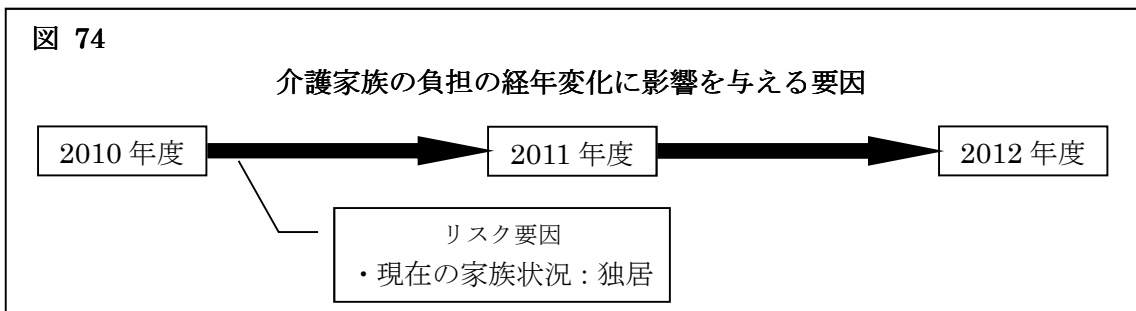 図 74
介護家族の負担の経年変化に影響を与える要因
2010 年度
2011 年度
2012 年度
リスク要因
・現在の家族状況：独居